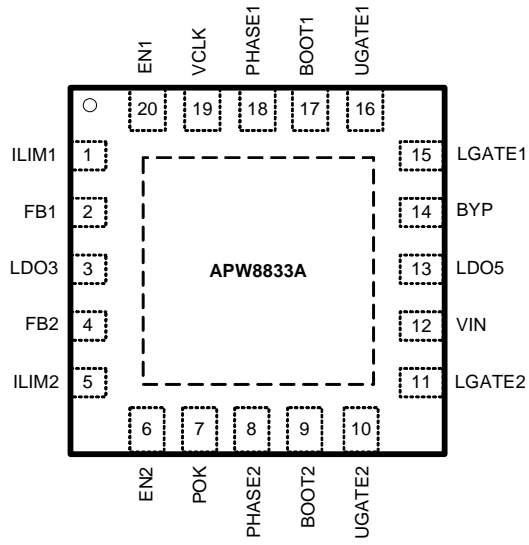 EN1
VCLK
PHASE1
BOOT1
UGATE1
20
19
18
17
16
ILIM1
1
15
LGATE1
FB1
2
14
BYP
LDO3
3
APW8833A
13
LDO5
FB2
4
12
VIN
ILIM2
5
11
LGATE2
6
7
8
9
10
EN2
POK
PHASE2
BOOT2
UGATE2